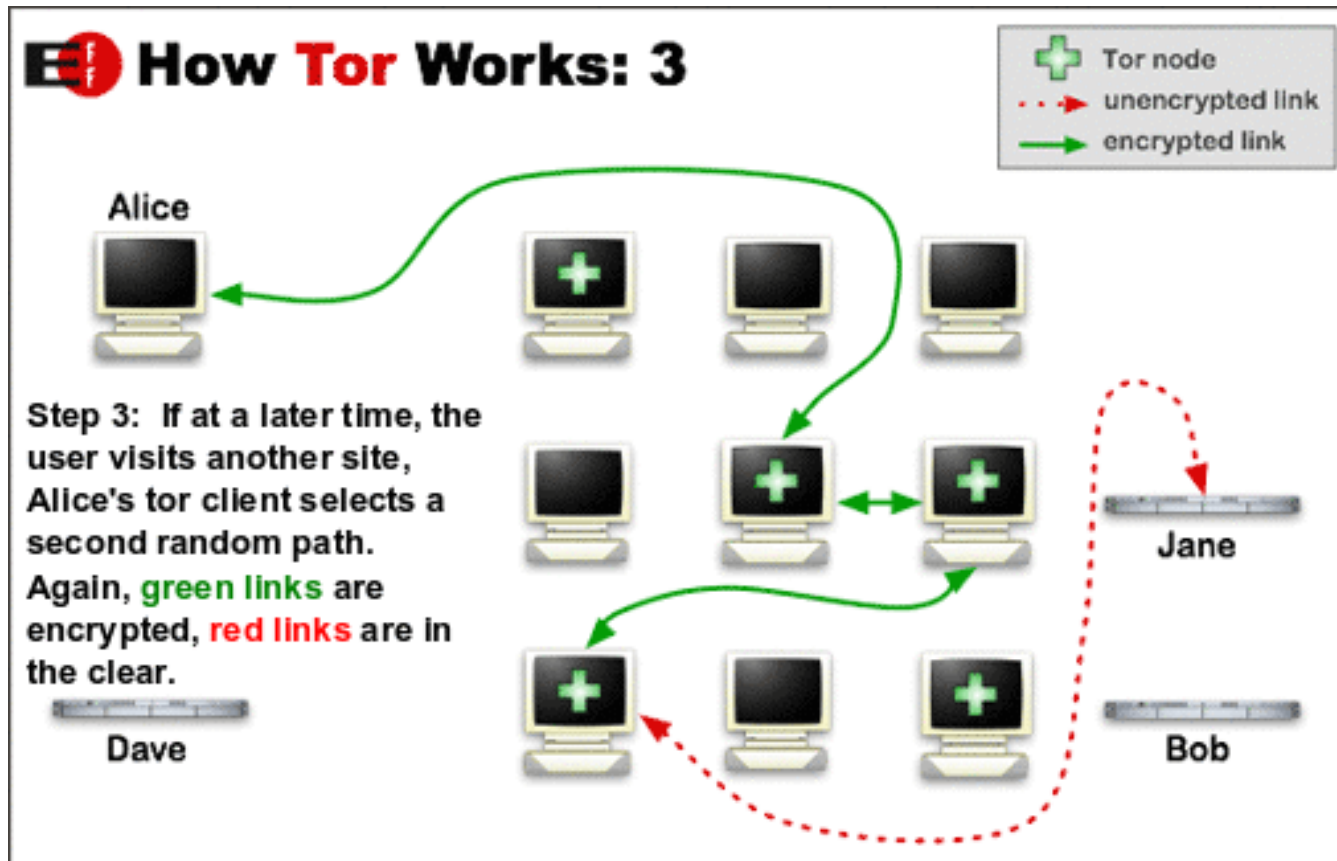 EFF How Tor Works: 3
Tor node
unencrypted link
encrypted link
Alice
Step 3: If at a later time, the
user visits another site,
Alice's tor client selects a
second random path.
Again, green links are
encrypted, red links are in
the clear.
Dave
Jane
Bob